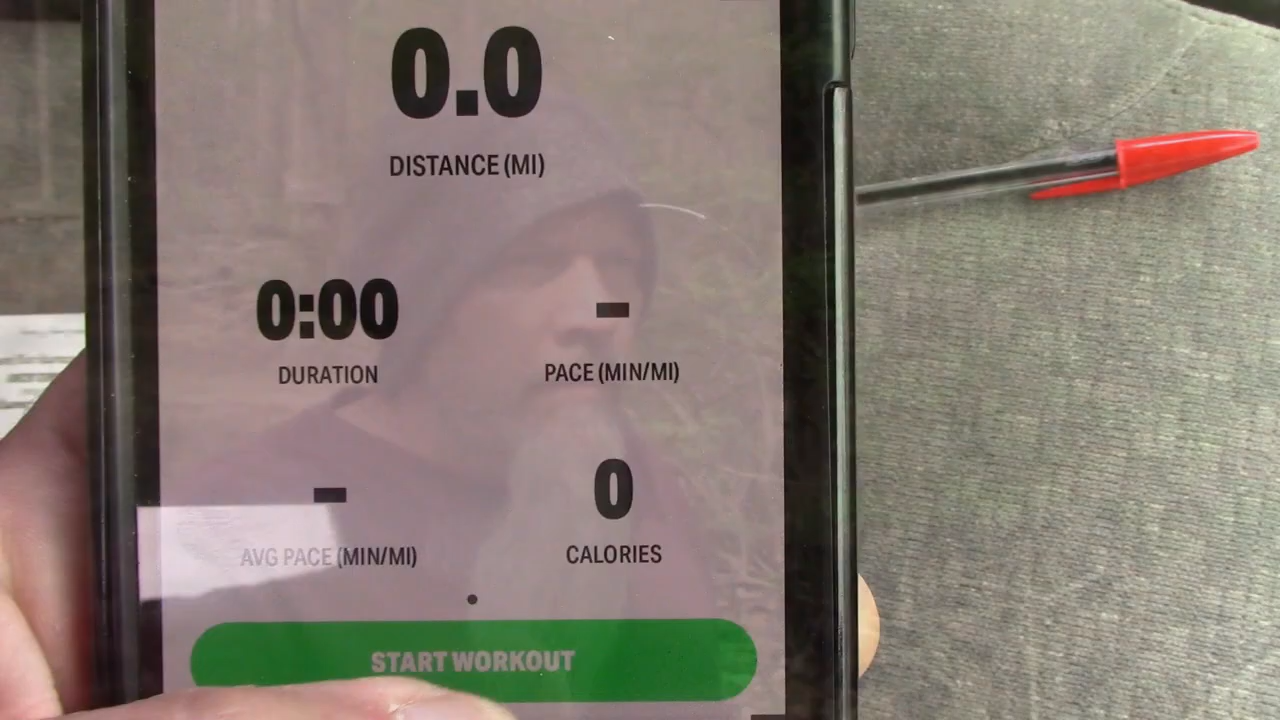 0.0
DISTANCE (MI)
0:00
-
DURATION
PACE (MIN/MI)
-
0
AVG PACE (MIN/MI)
CALORIES
START WORKOUT